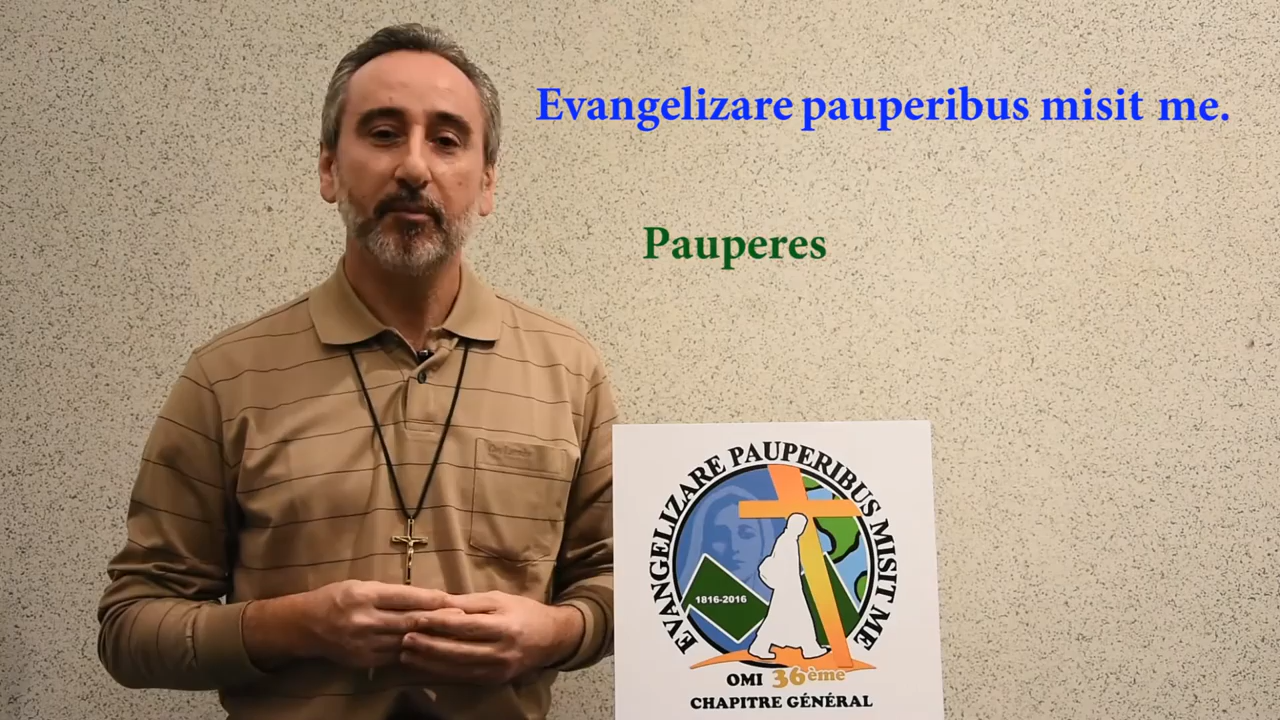 Evangelizare pauperibus misit me.
Pauperes
EVANGELIZARE PAUPERIBUS MISIT ME
1816-2016
OMI 36ème
CHAPITRE GÉNÉRAL